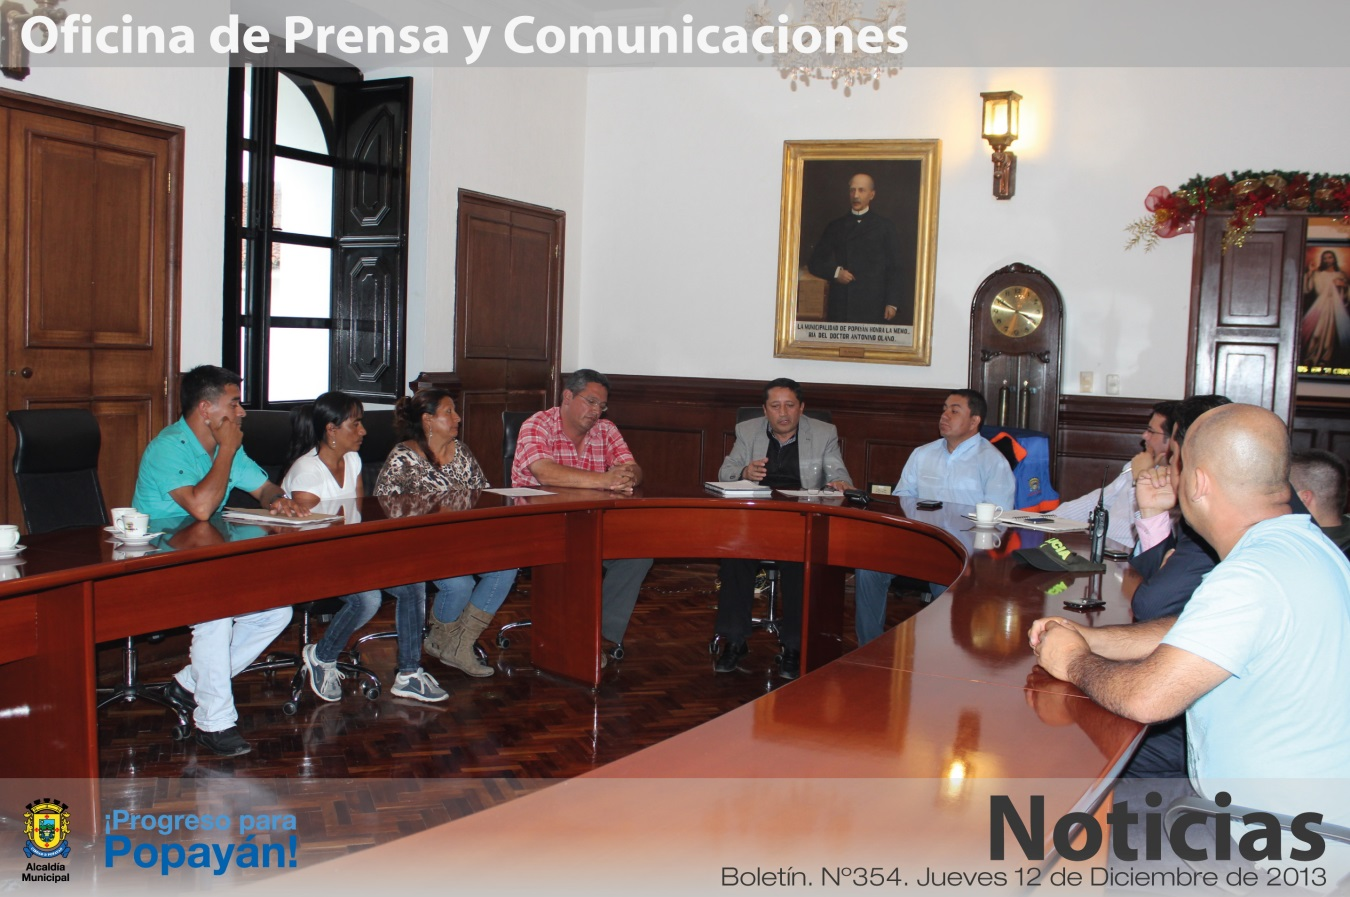 Oficina de Prensa y Comunicaciones
LA MUNICIPALIDAD DE POPAYÁN HONRA LA MEMO-
RIA DEL DOCTOR ANTONINO OLANO.
¡Progreso para
Popayán!
Alcaldía
Municipal
Noticias
Boletín. Nº354. Jueves 12 de Diciembre de 2013